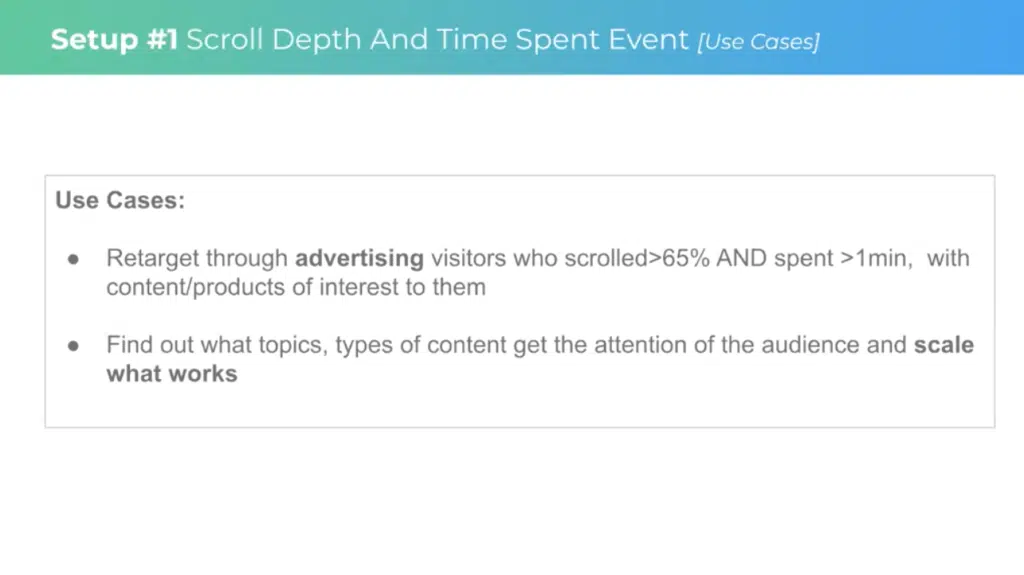 Setup #1 Scroll Depth And Time Spent Event [Use Cases]
Use Cases:
● Retarget through advertising visitors who scrolled>65% AND spent >1min, with
content/products of interest to them
● Find out what topics, types of content get the attention of the audience and scale
what works